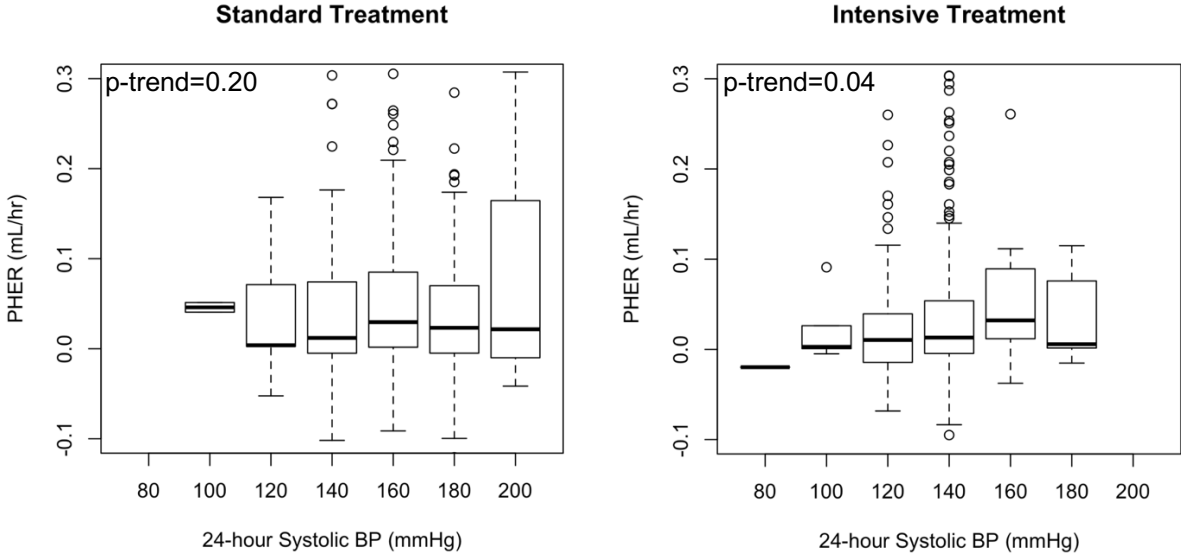 Standard Treatment
p-trend=0.20
PHER (mL/hr)
0.3
0.2
0.1
0.0
-0.1
80 100 120 140 160 180 200
24-hour Systolic BP (mmHg)
Intensive Treatment
p-trend=0.04
PHER (mL/hr)
0.3
0.2
0.1
0.0
-0.1
80 100 120 140 160 180 200
24-hour Systolic BP (mmHg)